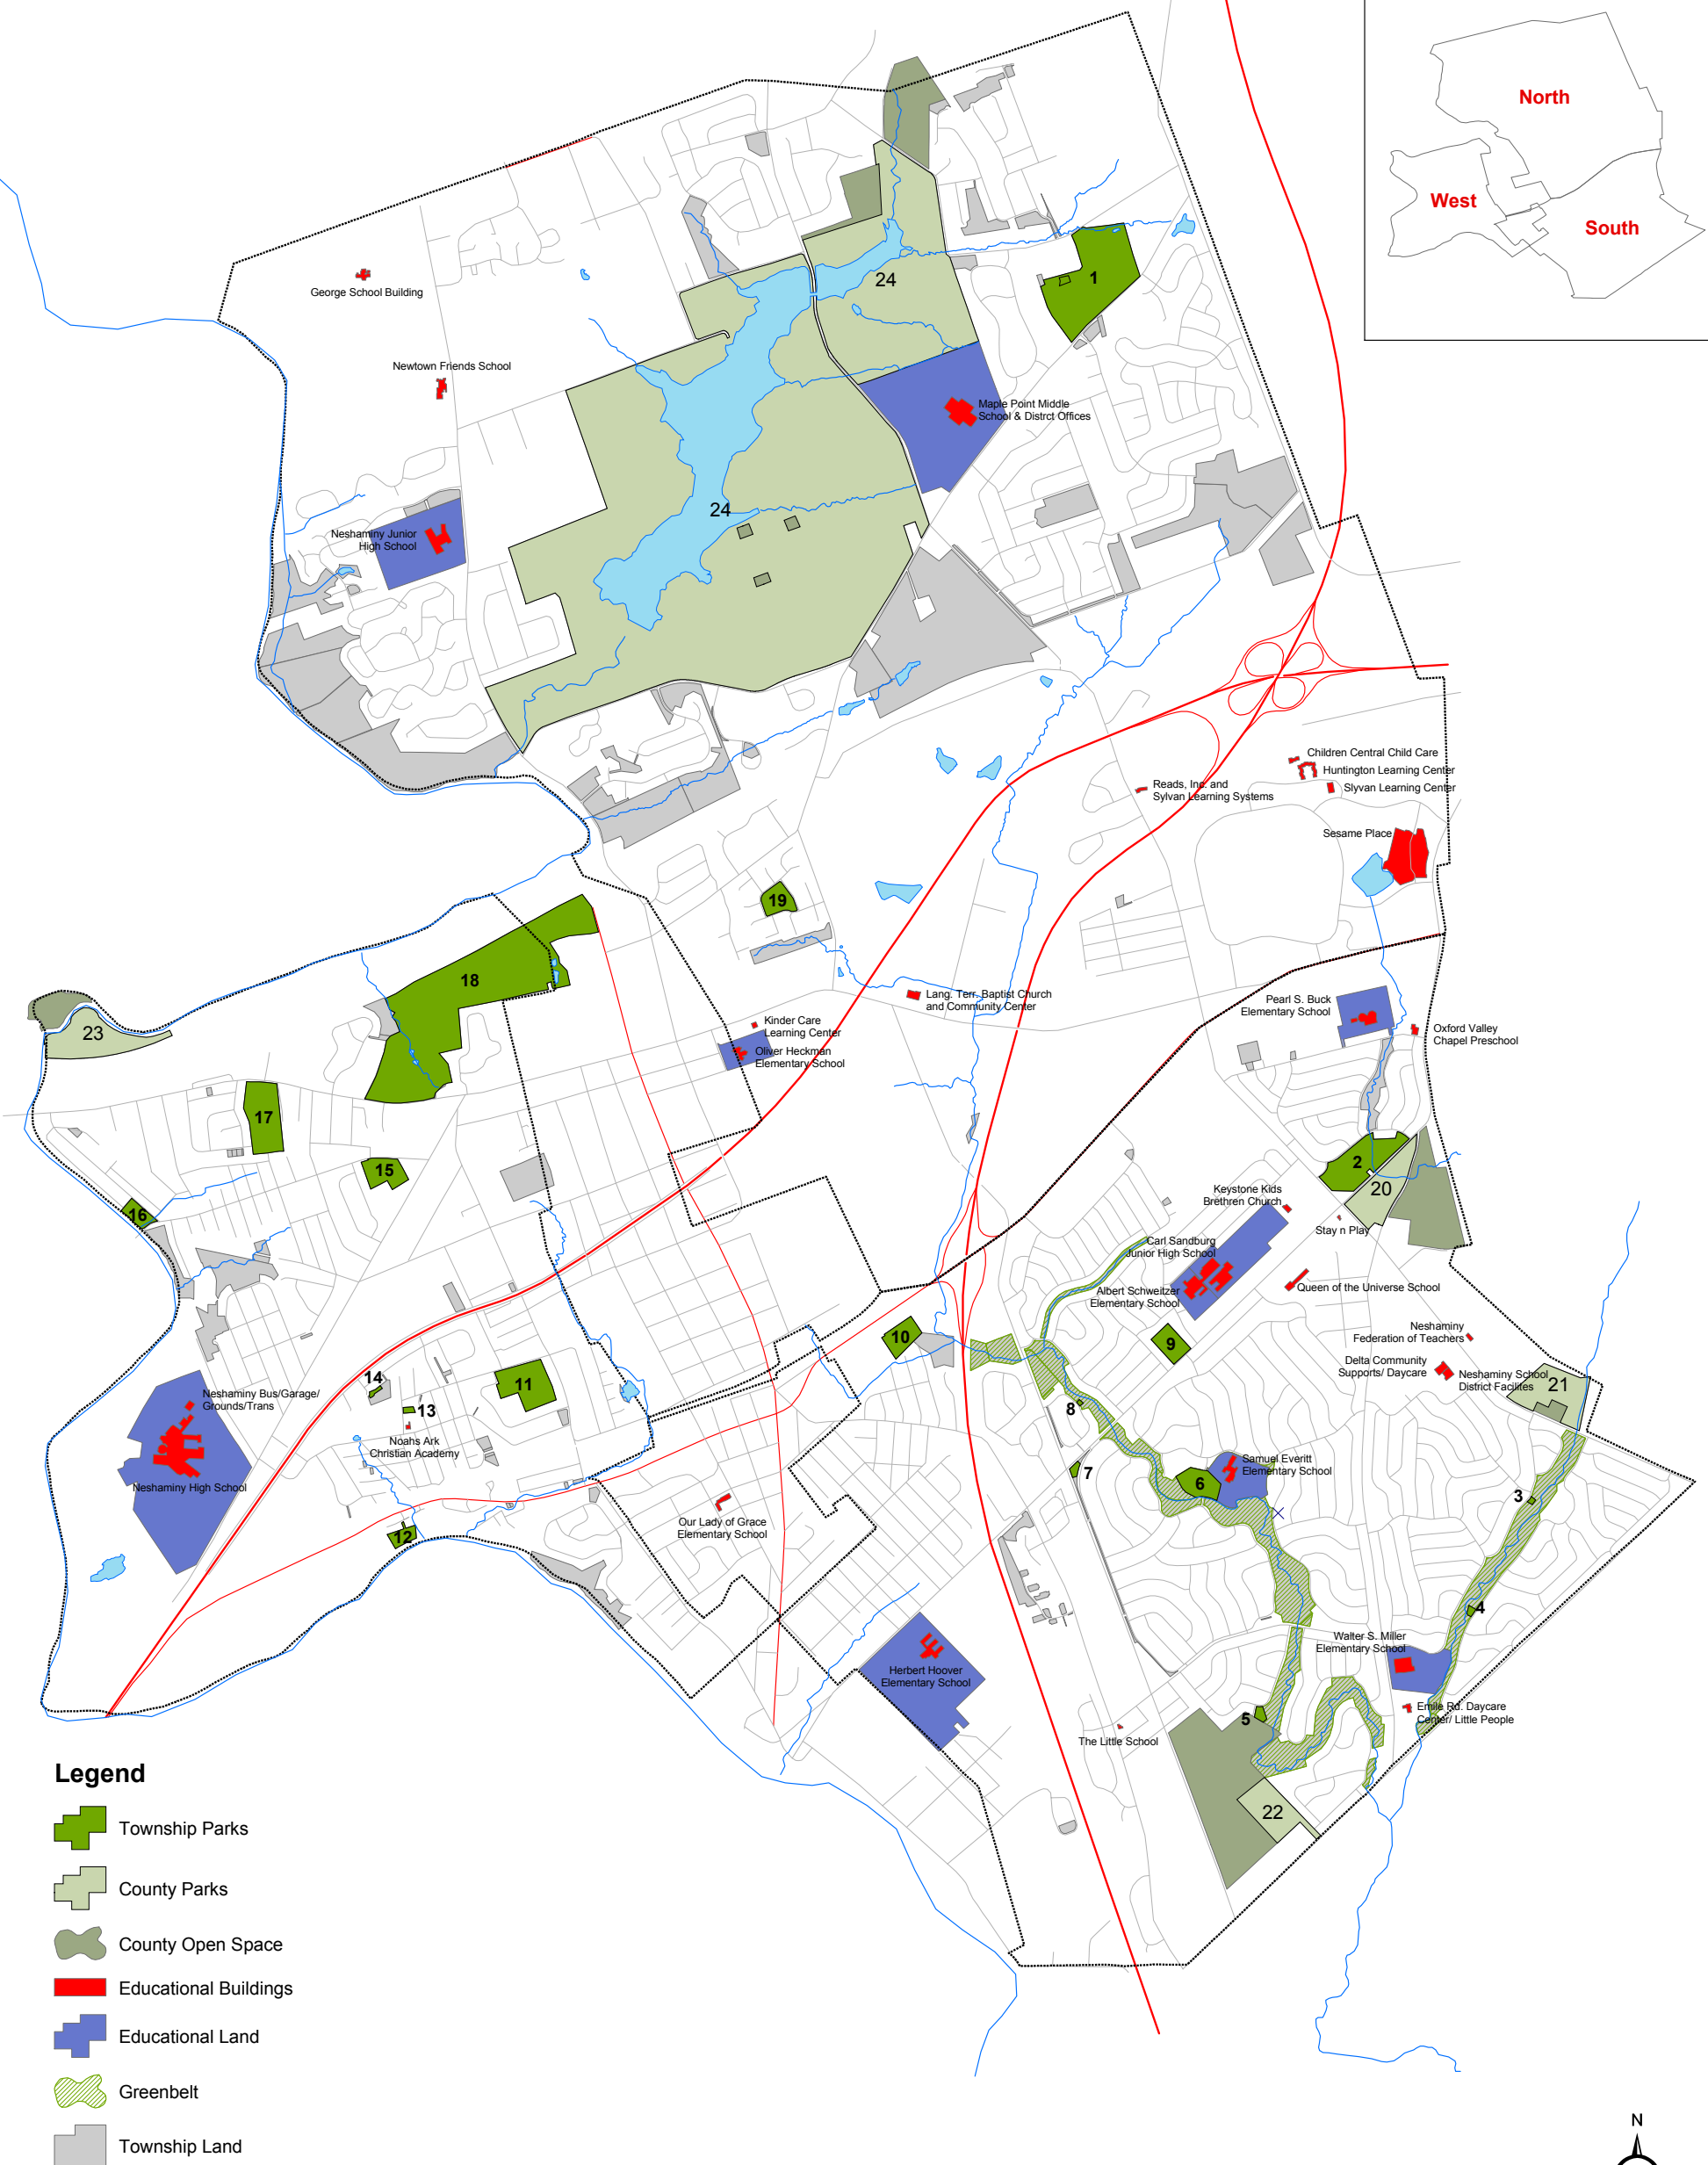 North
West
South
24
1
George School Building
Newtown Friends School
Maple Point Middle
School & Distrct Offices
24
Neshaminy Junior
High School
Children Central Child Care
Huntington Learning Center
Slyvan Learning Center
Reads, Inc. and
Sylvan Learning Systems
Sesame Place
19
18
23
Lang. Terr. Baptist Church
and Community Center
Pearl S. Buck
Elementary School
Oxford Valley
Chapel Preschool
Kinder Care
Learning Center
Oliver Heckman
Elementary School
17
15
16
2
20
Keystone Kids
Brethren Church
Stay n Play
Carl Sandburg
Junior High School
Albert Schweitzer
Elementary School
Queen of the Universe School
10
9
Neshaminy
Federation of Teachers
Delta Community
Supports/ Daycare
Neshaminy School
District Facilites
21
14
11
13
Neshaminy Bus/Garage/
Grounds/Trans
Noahs Ark
Christian Academy
8
7
6
Samuel Everitt
Elementary School
Neshaminy High School
3
Our Lady of Grace
Elementary School
12
4
Walter S. Miller
Elementary School
Herbert Hoover
Elementary School
Emile Rd. Daycare
Center/ Little People
5
The Little School
22
Legend
Township Parks
County Parks
County Open Space
Educational Buildings
Educational Land
Greenbelt
Township Land
N